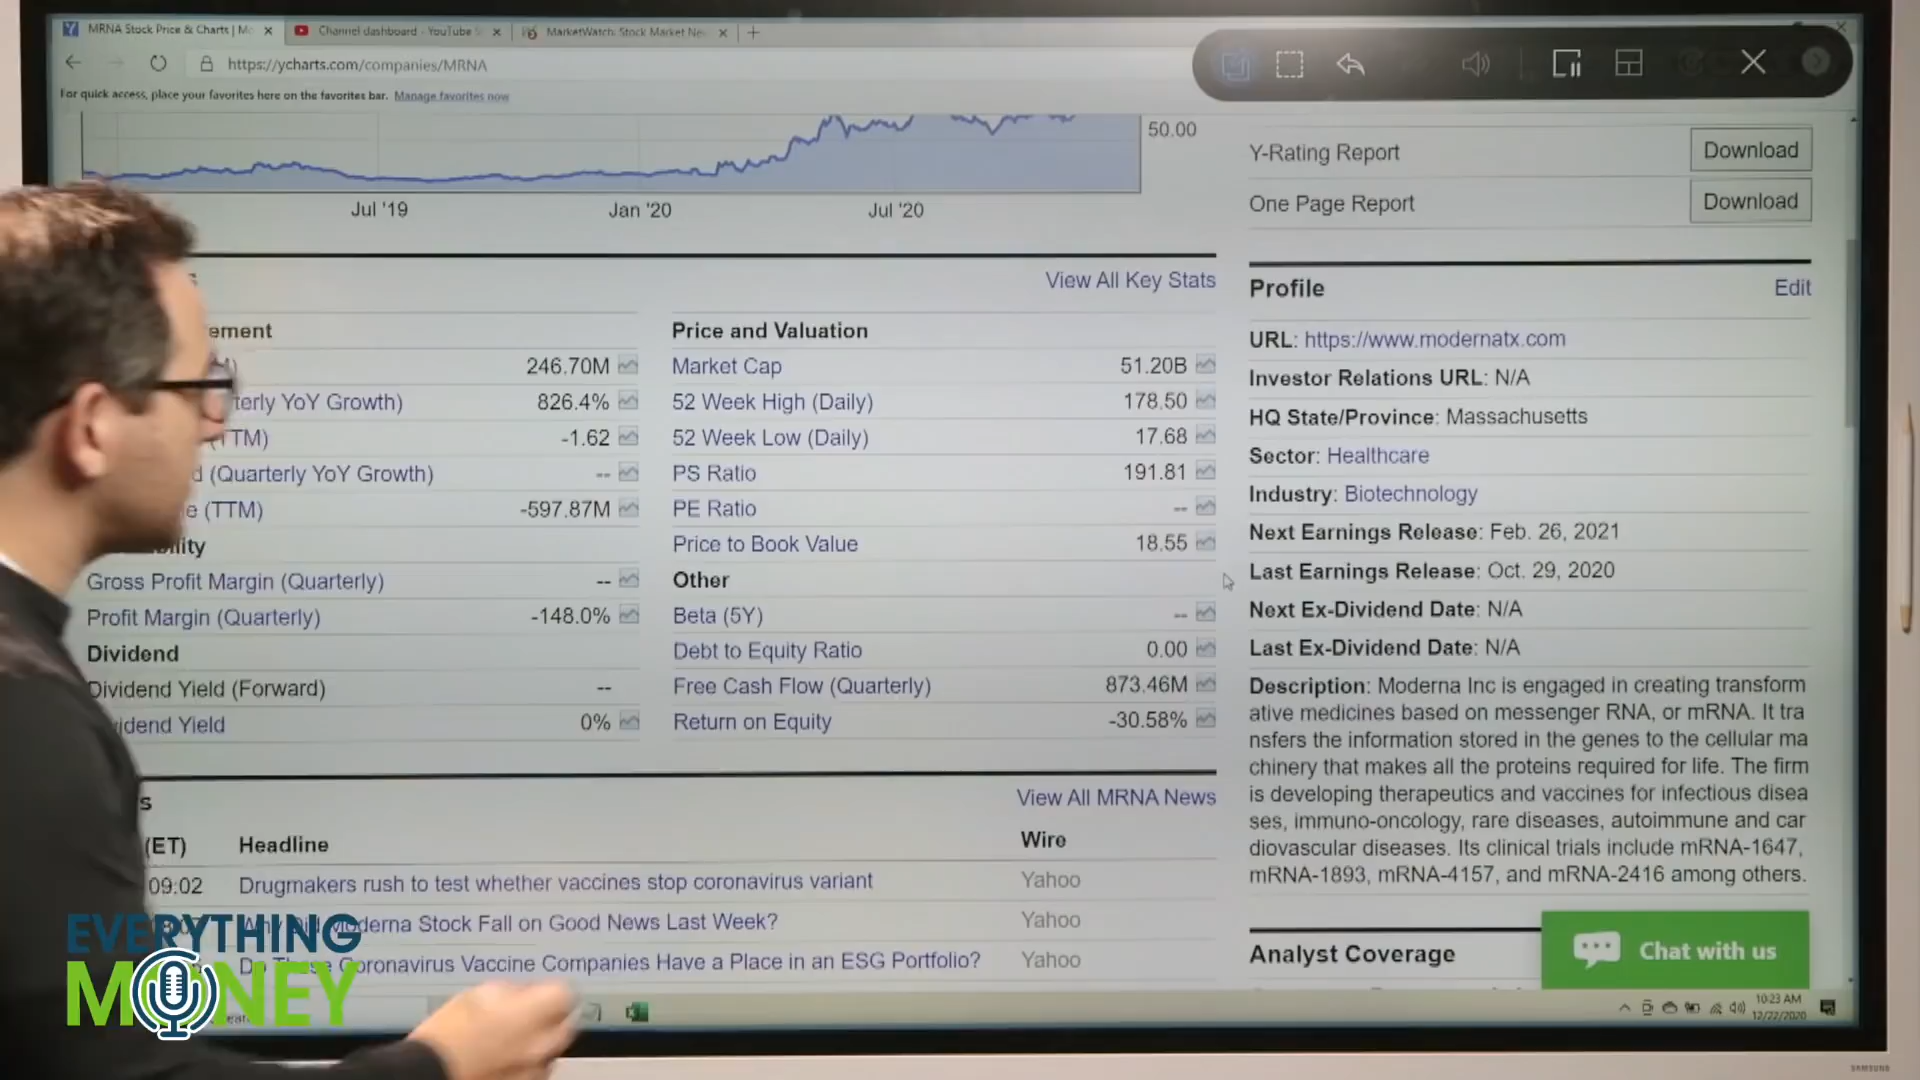 MRNA Stock Price & Charts | Mo
Channel dashboard - YouTube S
MarketWatch: Stock Market Ne
https://ycharts.com/companies/MRNA
For quick access, place your favorites here on the favorites bar. Manage favorites now
50.00
Jul '19
Jan '20
Jul '20
Y-Rating Report
Download
One Page Report
Download
View All Key Stats
ement
246.70M
terly YoY Growth)
826.4%
TTM)
-1.62
d (Quarterly YoY Growth)
--
e (TTM)
-597.87M
ility
Gross Profit Margin (Quarterly)
--
Profit Margin (Quarterly)
-148.0%
Dividend
Dividend Yield (Forward)
--
idend Yield
0%
Price and Valuation
Market Cap
51.20B
52 Week High (Daily)
178.50
52 Week Low (Daily)
17.68
PS Ratio
191.81
PE Ratio
--
Price to Book Value
18.55
Other
Beta (5Y)
--
Debt to Equity Ratio
0.00
Free Cash Flow (Quarterly)
873.46M
Return on Equity
-30.58%
Profile
Edit
URL: https://www.modernatx.com
Investor Relations URL: N/A
HQ State/Province: Massachusetts
Sector: Healthcare
Industry: Biotechnology
Next Earnings Release: Feb. 26, 2021
Last Earnings Release: Oct. 29, 2020
Next Ex-Dividend Date: N/A
Last Ex-Dividend Date: N/A
Description: Moderna Inc is engaged in creating transform
ative medicines based on messenger RNA, or mRNA. It tra
nsfers the information stored in the genes to the cellular ma
chinery that makes all the proteins required for life. The firm
is developing therapeutics and vaccines for infectious disea
ses, immuno-oncology, rare diseases, autoimmune and car
diovascular diseases. Its clinical trials include mRNA-1647,
mRNA-1893, mRNA-4157, and mRNA-2416 among others.
s
View All MRNA News
(ET)
Headline
Wire
09:02
Drugmakers rush to test whether vaccines stop coronavirus variant
Yahoo
Why Did Moderna Stock Fall on Good News Last Week?
Yahoo
Do These Coronavirus Vaccine Companies Have a Place in an ESG Portfolio?
Yahoo
Analyst Coverage
Chat with us
EVERYTHING
MONEY
10:23 AM
12/22/2020
SAMSUNG